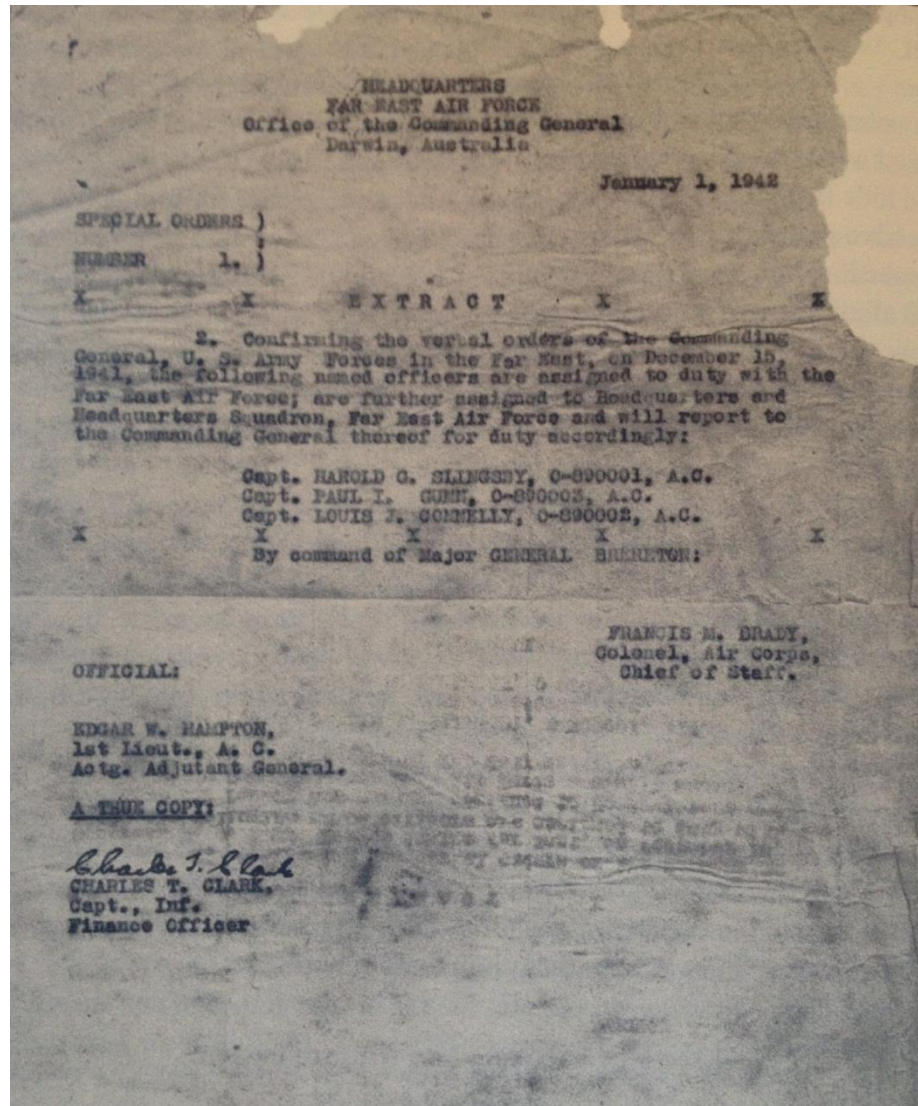 HEADQUARTERS
FAR EAST AIR FORCE
Office of the Commanding General
Darwin, Australia
January 1, 1942
SPECIAL ORDERS )
:
NUMBER 1. )
X X E X T R A C T X X
2. Confirming the verbal orders of the Commanding
General, U. S. Army Forces in the Far East, on December 15,
1941, the following named officers are assigned to duty with the
Far East Air Force; are further assigned to Headquarters and
Headquarters Squadron, Far East Air Force and will report to
the Commanding General thereof for duty accordingly:
Capt. HAROLD G. SLINGSBY, O-890001, A.C.
Capt. PAUL I. GUNN, O-890003, A.C.
Capt. LOUIS J. CONNELLY, O-890002, A.C.
X X X X X
By command of Major GENERAL BRERETON:
FRANCIS M. BRADY,
Colonel, Air Corps,
Chief of Staff.
OFFICIAL:
EDGAR W. HAMPTON,
1st Lieut., A. C.
Actg. Adjutant General.
A TRUE COPY:
Charles T. Clark
CHARLES T. CLARK,
Capt., Inf.
Finance Officer